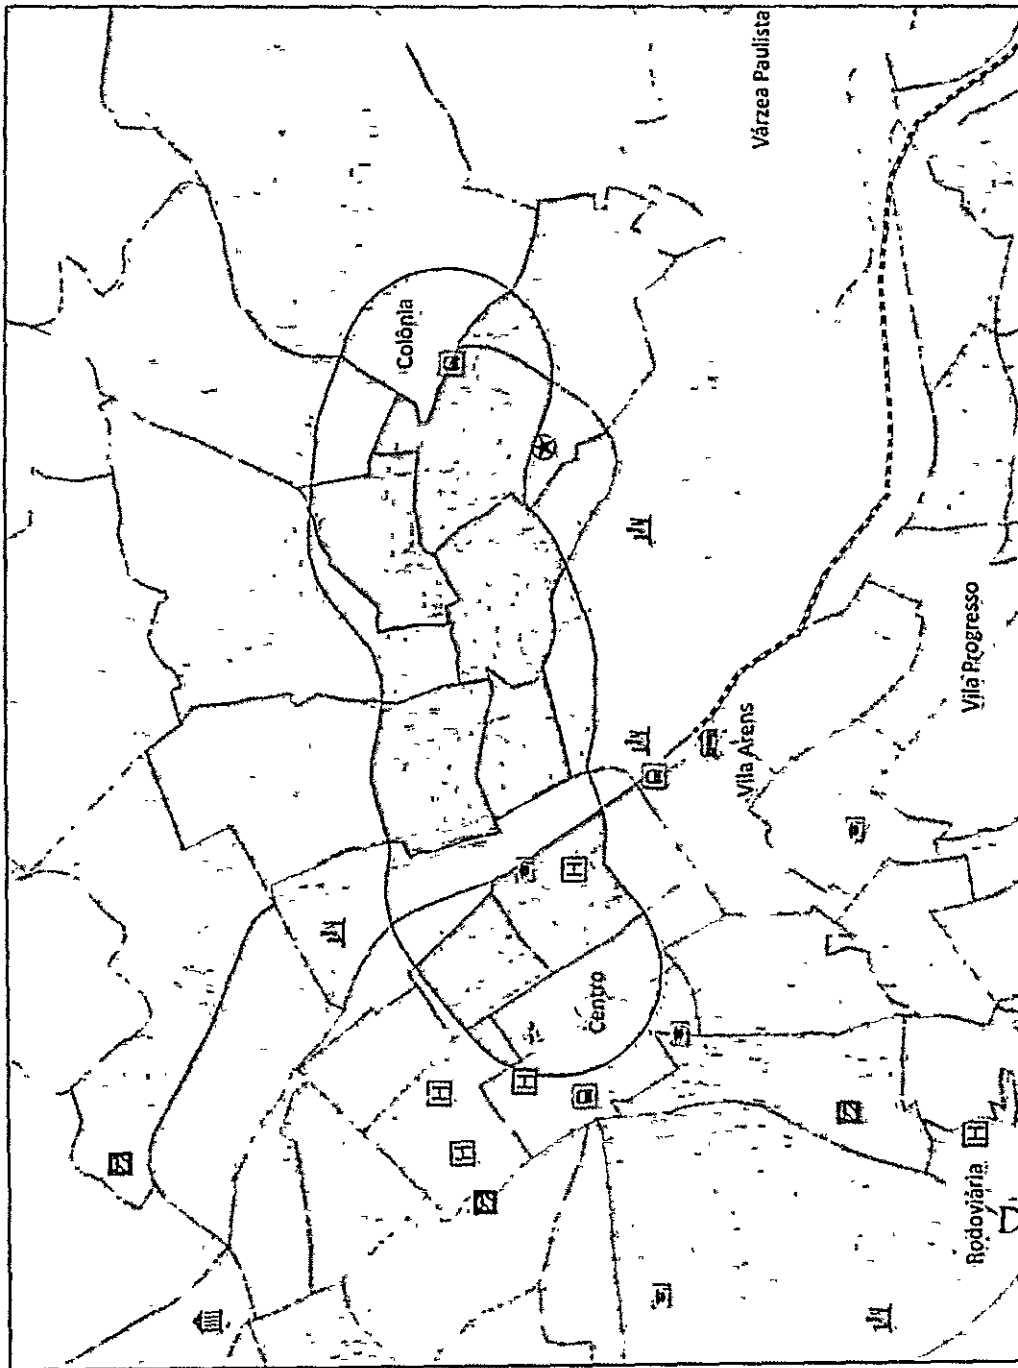 Várzea Paulista
Colônia
Vila Progresso
Vila Arens
H
Centro
H
H
H
H
Rodoviária